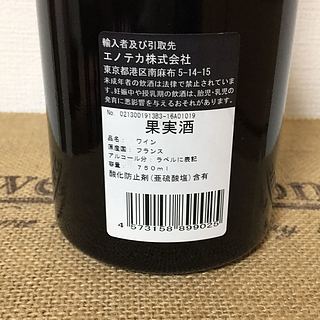 輸入者及び引取先
エノテカ株式会社
東京都港区南麻布 5-14-15
未成年者の飲酒は法律で禁止されています。
妊娠中や授乳期の飲酒は、胎児・乳児の
発育に悪影響を与えるおそれがあります。
No. 0213001913B3-16A01019
果実酒
品名: ワイン
原産国: フランス
アルコール分: ラベルに表記
容量 750ml
酸化防止剤(亜硫酸塩)含有
4 573158 899025